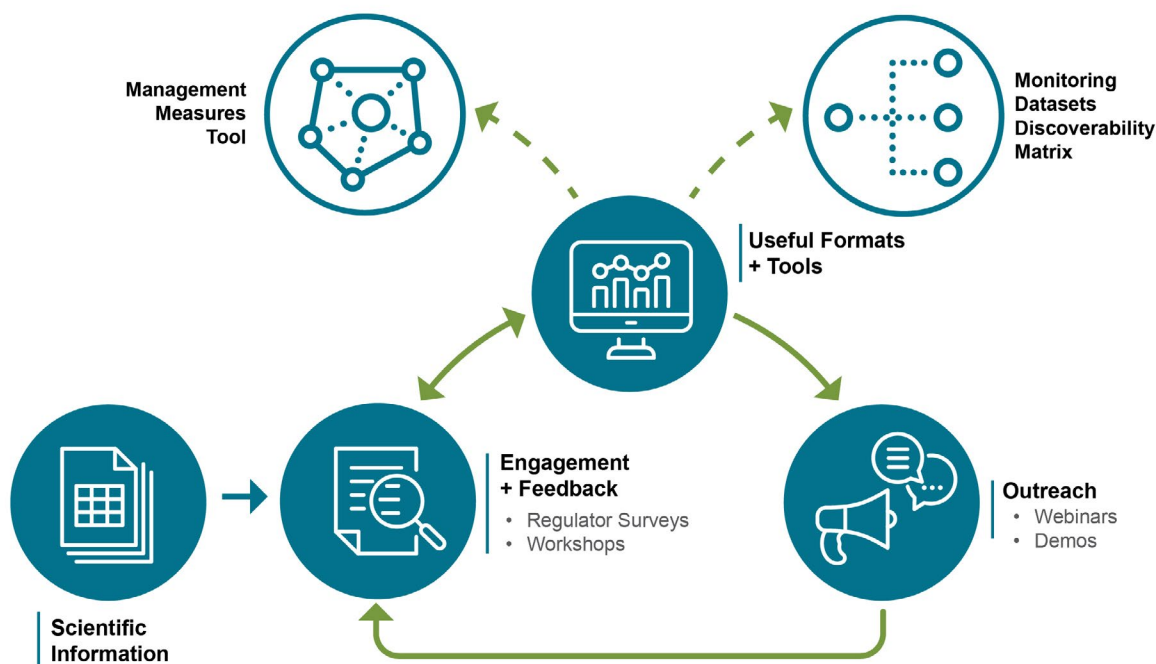 Management
Measures
Tool
Monitoring
Datasets
Discoverability
Matrix
Useful Formats
+ Tools
Engagement
+ Feedback
• Regulator Surveys
• Workshops
Outreach
• Webinars
• Demos
Scientific
Information